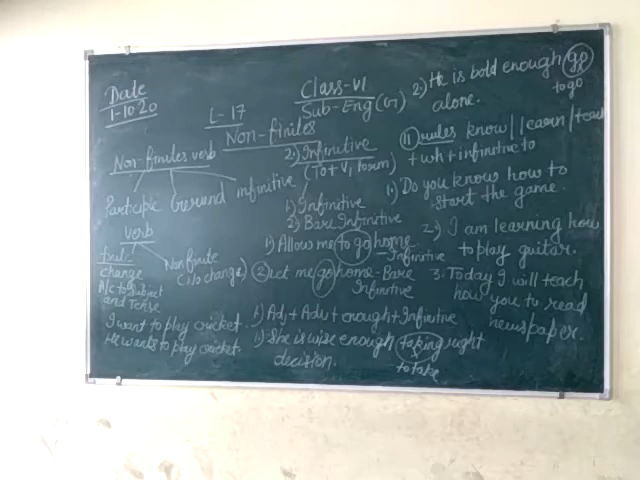 Date
1-10-20
L-17
Class-VI
Sub-Eng(Gr)
Non-finites
Non-finites verb
Participle Gerund infinitive
Verb
change
A/c to Subject
and Tense
Non finite
(No change)
I want to play cricket.
He wants to play cricket.
2) Infinitive
(To + V1 form)
1) Infinitive
2) Bare Infinitive
1) Allow me to go home
- Infinitive
2) Let me go home - Bare
Infinitive
1) Adj + Adv + enough + Infinitive
1) She is wise enough taking right
x
to take
decision.
2) He is bold enough go
to go
alone.
II rules know / learn / teach
+ wh + infinitive to
1) Do you know how to
start the game.
2) I am learning how
to play guitar.
3. Today I will teach
how you to read
newspaper.